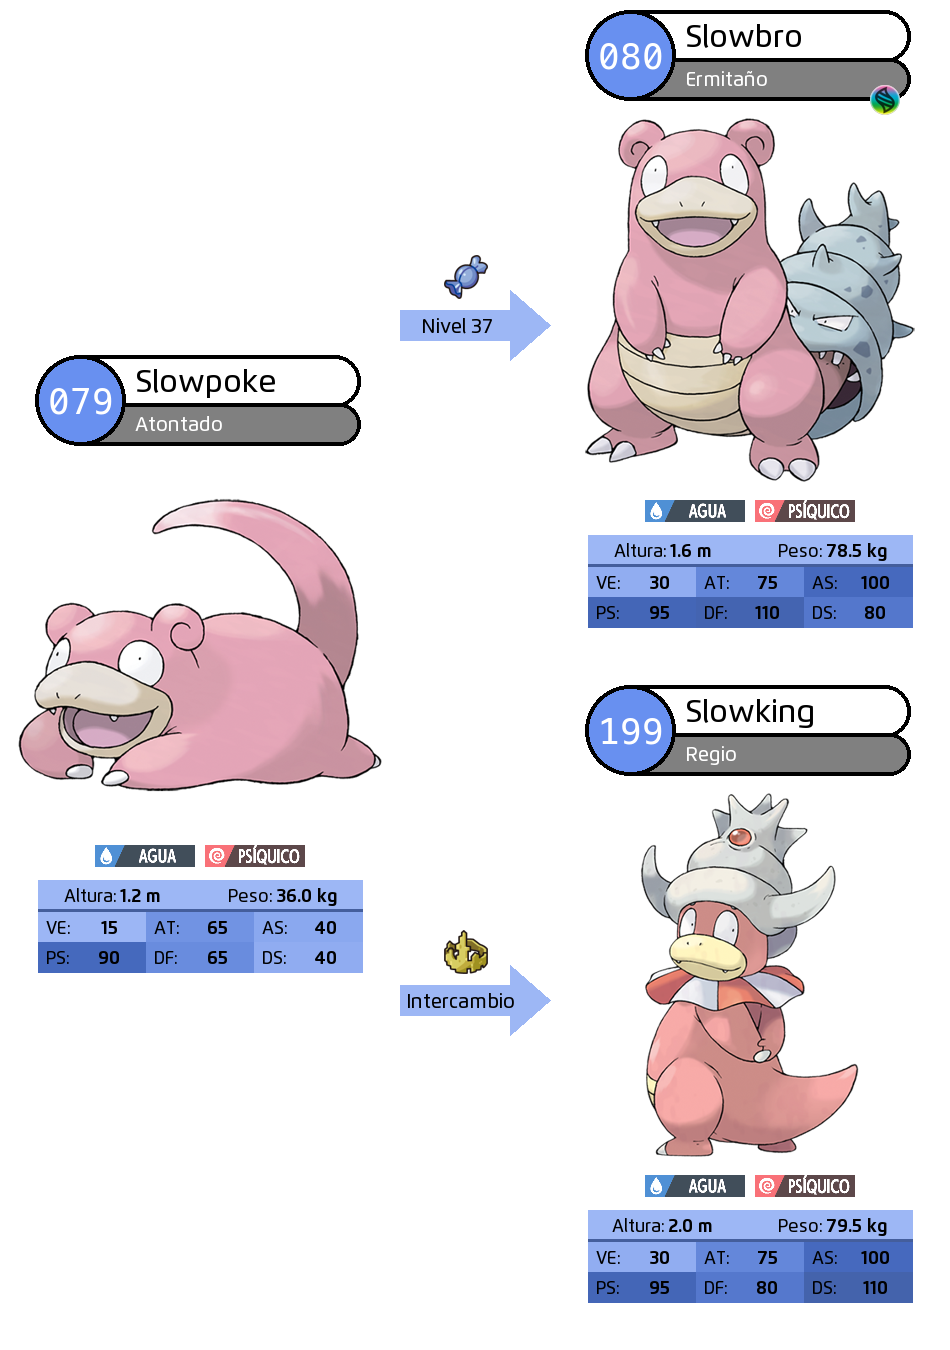 080
Slowbro
Ermitaño
Nivel 37
079
Slowpoke
Atontado
AGUA PSÍQUICO
Altura: 1.6 m Peso: 78.5 kg
VE: 30 AT: 75 AS: 100
PS: 95 DF: 110 DS: 80
199
Slowking
Regio
AGUA PSÍQUICO
Altura: 1.2 m Peso: 36.0 kg
VE: 15 AT: 65 AS: 40
PS: 90 DF: 65 DS: 40
Intercambio
AGUA PSÍQUICO
Altura: 2.0 m Peso: 79.5 kg
VE: 30 AT: 75 AS: 100
PS: 95 DF: 80 DS: 110